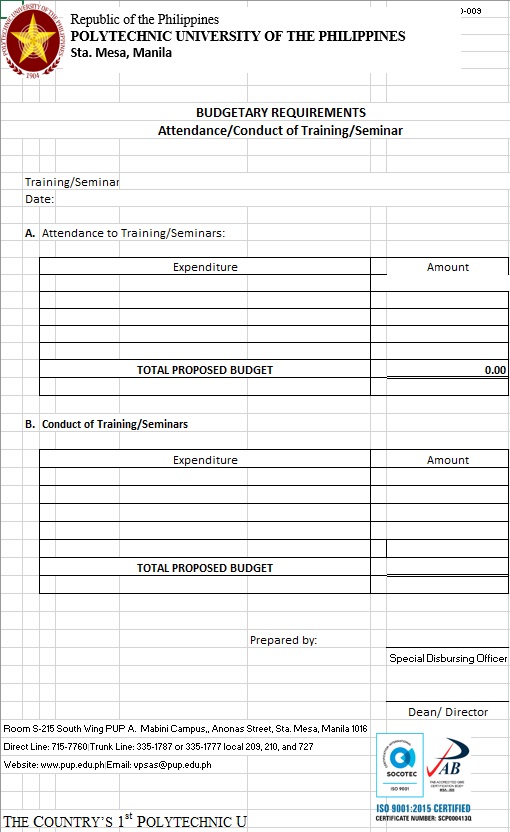 Republic of the Philippines
POLYTECHNIC UNIVERSITY OF THE PHILIPPINES
Sta. Mesa, Manila
1904
BUDGETARY REQUIREMENTS
Attendance/Conduct of Training/Seminar
Training/Seminar
Date:
A. Attendance to Training/Seminars:
Expenditure Amount
TOTAL PROPOSED BUDGET 0.00
B. Conduct of Training/Seminars
Expenditure Amount
TOTAL PROPOSED BUDGET
Prepared by:
Special Disbursing Officer
Dean/ Director
Room S-215 South Wing PUP A. Mabini Campus,, Anonas Street, Sta. Mesa, Manila 1016
Direct Line: 715-7760|Trunk Line: 335-1787 or 335-1777 local 209, 210, and 727
Website: www.pup.edu.ph|Email: vpsas@pup.edu.ph
SOCOTEC
ISO 9001
AB
ISO 9001:2015 CERTIFIED
CERTIFICATE NUMBER: SCP000413Q
THE COUNTRY'S 1st POLYTECHNIC U